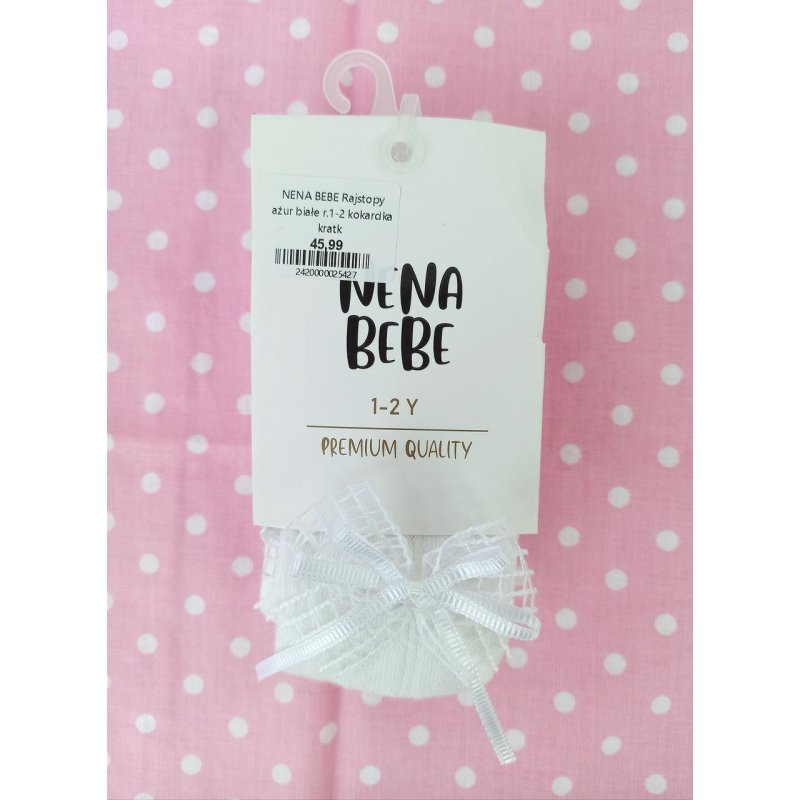 NENA BEBE Rajstopy
ażur białe r.1-2 kokardka
kratk
45,99
2420000025427
NENA
BEBE
1-2 Y
PREMIUM QUALITY